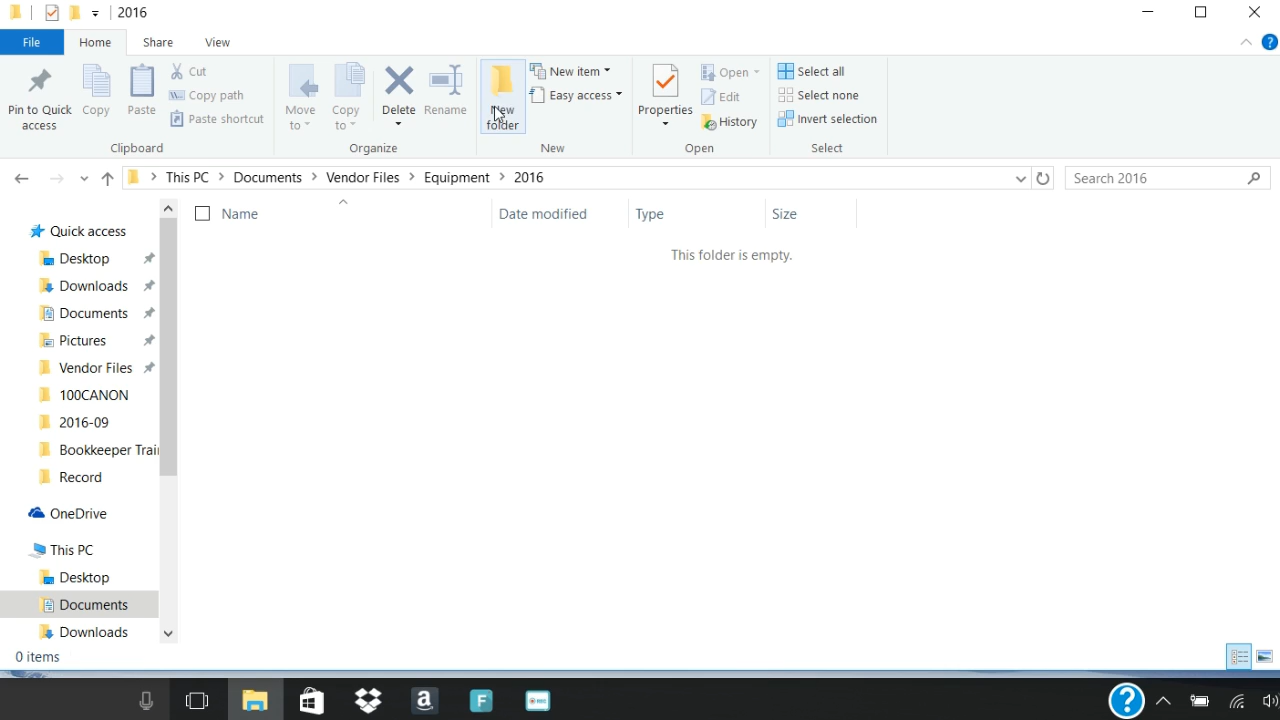 2016
File Home Share View
Pin to Quick access
Copy
Paste
Cut
Copy path
Paste shortcut
Clipboard
Move to
Copy to
Delete
Rename
Organize
New folder
New item
Easy access
New
Properties
Open
Edit
History
Open
Select all
Select none
Invert selection
Select
This PC > Documents > Vendor Files > Equipment > 2016
Search 2016
Name Date modified Type Size
This folder is empty.
Quick access
Desktop
Downloads
Documents
Pictures
Vendor Files
100CANON
2016-09
Bookkeeper Trai
Record
OneDrive
This PC
Desktop
Documents
Downloads
0 items